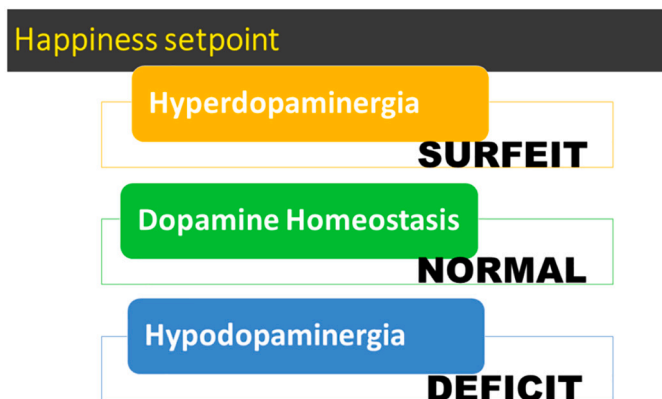 Happiness setpoint
Hyperdopaminergia
SURFEIT
Dopamine Homeostasis
NORMAL
Hypodopaminergia
DEFICIT